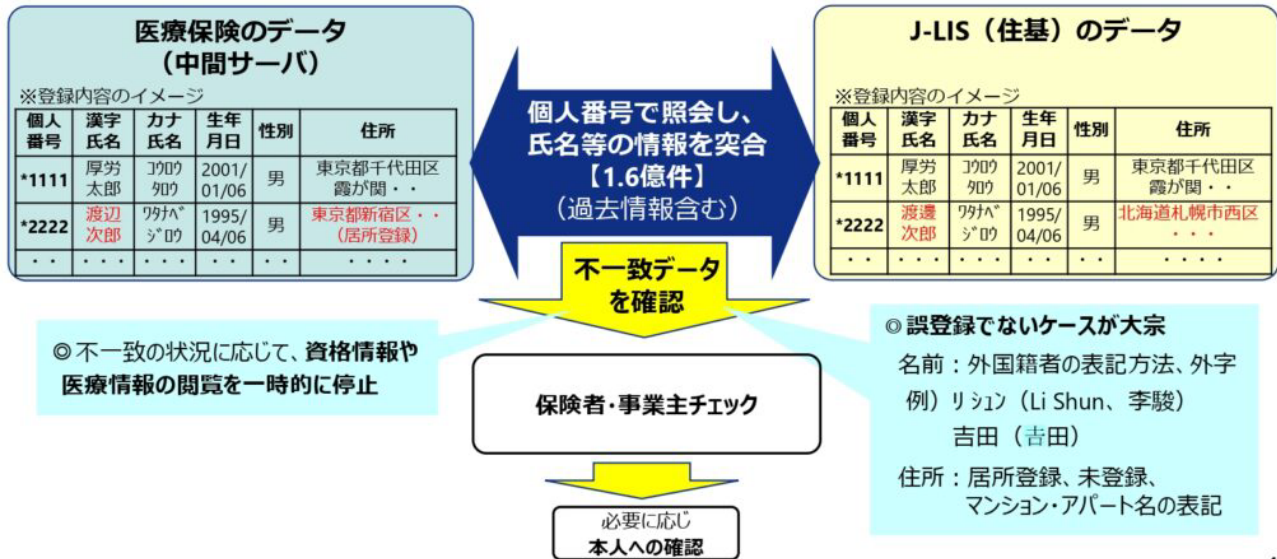 医療保険のデータ
（中間サーバ）
※登録内容のイメージ
個人番号 漢字氏名 カナ氏名 生年月日 性別 住所
*1111 厚労太郎 ｺｳﾛｳﾀﾛｳ 2001/01/06 男 東京都千代田区霞が関・・
*2222 渡辺次郎 ﾜﾀﾅﾍﾞｼﾞﾛｳ 1995/04/06 男 東京都新宿区・・（居所登録）
・・ ・・・ ・・・ ・・・ ・・ ・・・・
個人番号で照会し、
氏名等の情報を突合
【1.6億件】
（過去情報含む）
J-LIS（住基）のデータ
※登録内容のイメージ
個人番号 漢字氏名 カナ氏名 生年月日 性別 住所
*1111 厚労太郎 ｺｳﾛｳﾀﾛｳ 2001/01/06 男 東京都千代田区霞が関・・
*2222 渡邊次郎 ﾜﾀﾅﾍﾞｼﾞﾛｳ 1995/04/06 男 北海道札幌市西区・・・
・・ ・・・ ・・・ ・・・ ・・ ・・・・
不一致データ
を確認
◎不一致の状況に応じて、資格情報や
医療情報の閲覧を一時的に停止
保険者・事業主チェック
必要に応じ
本人への確認
◎誤登録でないケースが大宗
名前：外国籍者の表記方法、外字
例）ﾘ ｼｭﾝ（Li Shun、李駿）
吉田（𠮷田）
住所：居所登録、未登録、
マンション・アパート名の表記